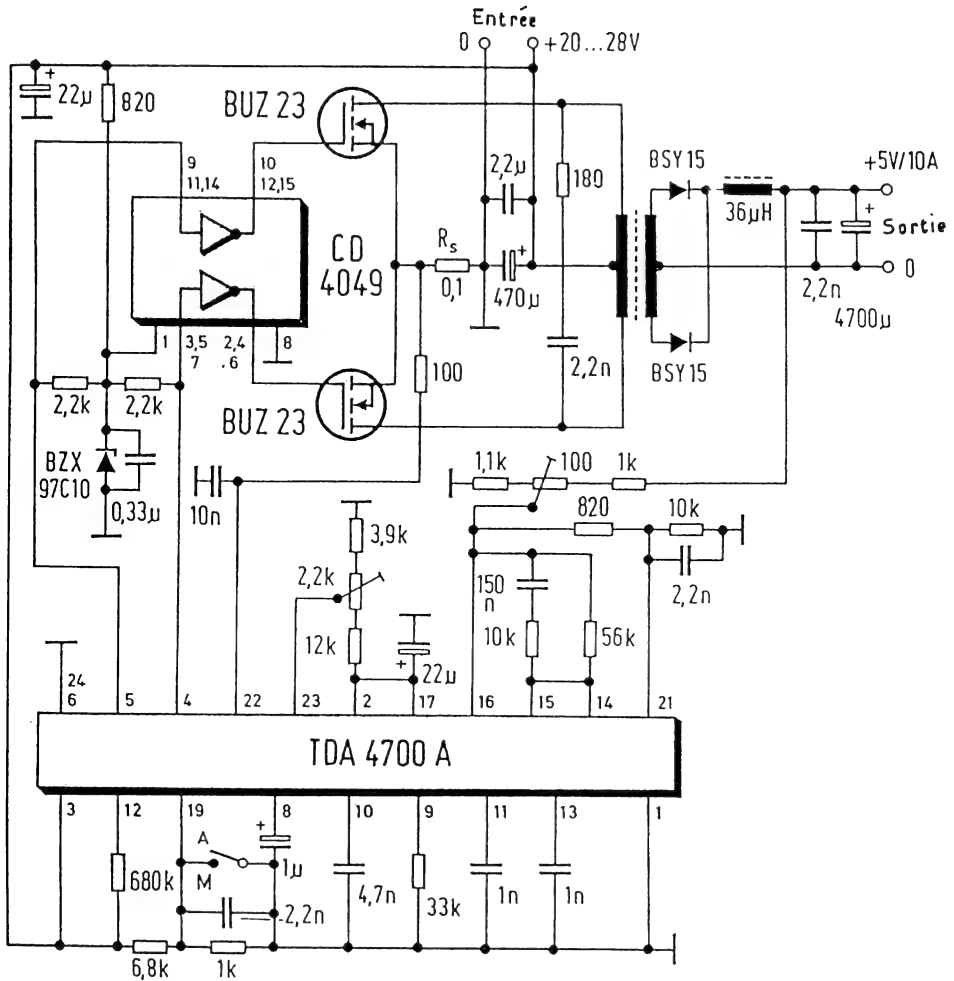 Entrée
0
+20...28V
+
22µ
820
BUZ 23
9
11,14
10
12,15
2,2µ
180
BSY 15
+5V/10A
CD
4049
Rs
0,1
+
470µ
36µH
+
Sortie
0
2,2n
4700µ
1
3,5
7
2,4
.6
8
100
2,2n
BSY 15
2,2k
2,2k
BUZ 23
BZX
97C10
0,33µ
10n
1,1k
100
1k
3,9k
820
10k
2,2k
150
n
2,2n
12k
10k
56k
+
22µ
24
6
5
4
22
23
2
17
16
15
14
21
TDA 4700 A
3
12
19
8
10
9
11
13
1
+
A
M
1µ
680k
4,7n
33k
1n
1n
2,2n
6,8k
1k